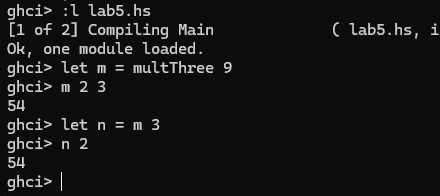 ghci> :l lab5.hs
[1 of 2] Compiling Main             ( lab5.hs, i
Ok, one module loaded.
ghci> let m = multThree 9
ghci> m 2 3
54
ghci> let n = m 3
ghci> n 2
54
ghci>